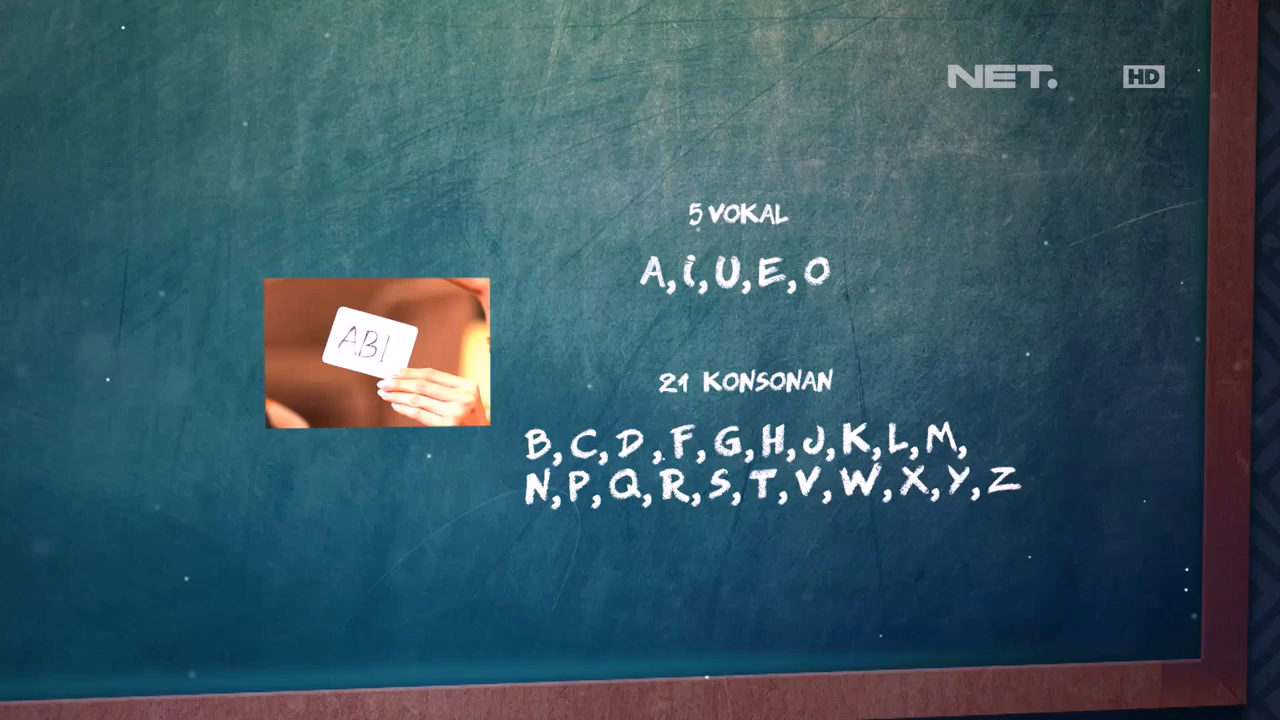 NET. HD
5 VOKAL
A, i, U, E, O
ABI
21 KONSONAN
B, C, D, F, G, H, J, K, L, M,
N, P, Q, R, S, T, V, W, X, Y, Z